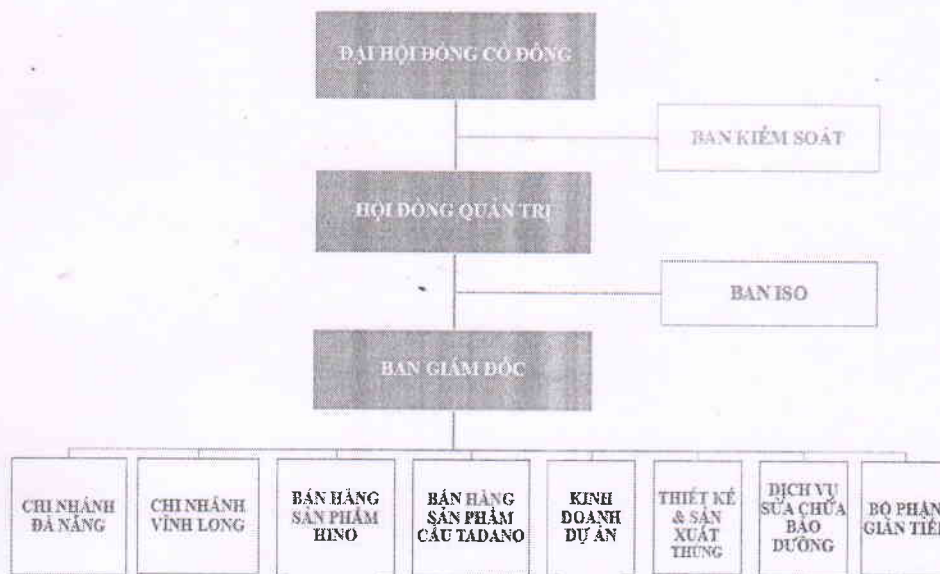 ĐẠI HỘI ĐỒNG CỔ ĐÔNG
BAN KIỂM SOÁT
HỘI ĐỒNG QUẢN TRỊ
BAN ISO
BAN GIÁM ĐỐC
CHI NHÁNH
ĐÀ NẴNG
CHI NHÁNH
VĨNH LONG
BÁN HÀNG
SẢN PHẨM
HINO
BÁN HÀNG
SẢN PHẨM
CẨU TADANO
KINH
DOANH
DỰ ÁN
THIẾT KẾ
& SẢN
XUẤT
THÙNG
DỊCH VỤ
SỬA CHỮA
BẢO
DƯỠNG
BỘ PHẬN
GIÁN TIẾP